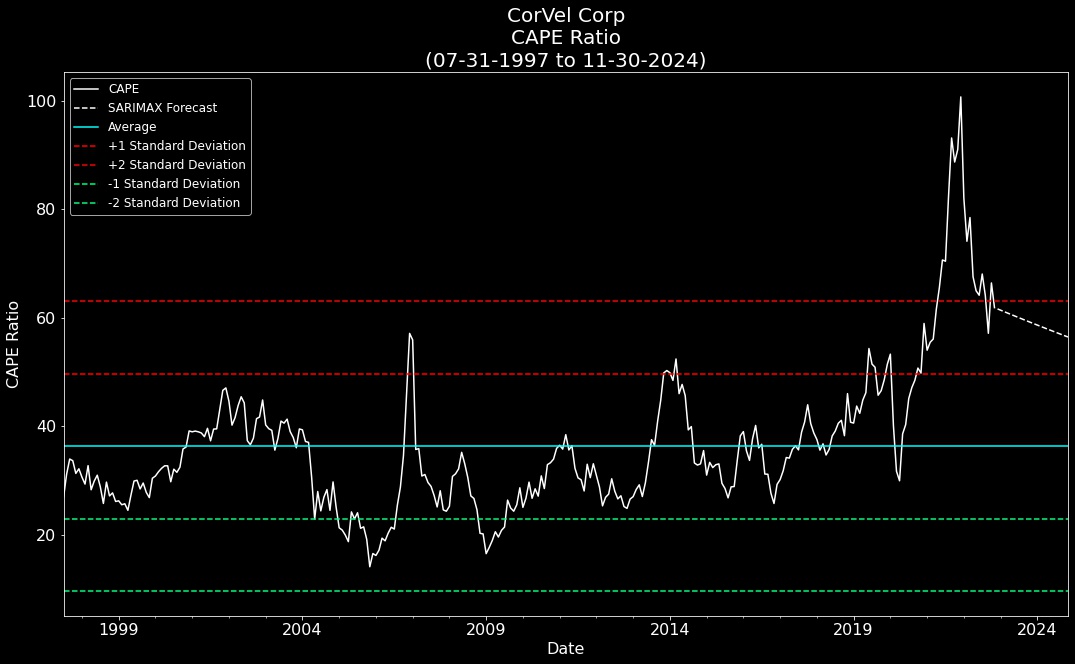 CorVel Corp
CAPE Ratio
(07-31-1997 to 11-30-2024)
CAPE
SARIMAX Forecast
Average
+1 Standard Deviation
+2 Standard Deviation
-1 Standard Deviation
-2 Standard Deviation
100
80
60
40
20
CAPE Ratio
1999
2004
2009
2014
2019
2024
Date